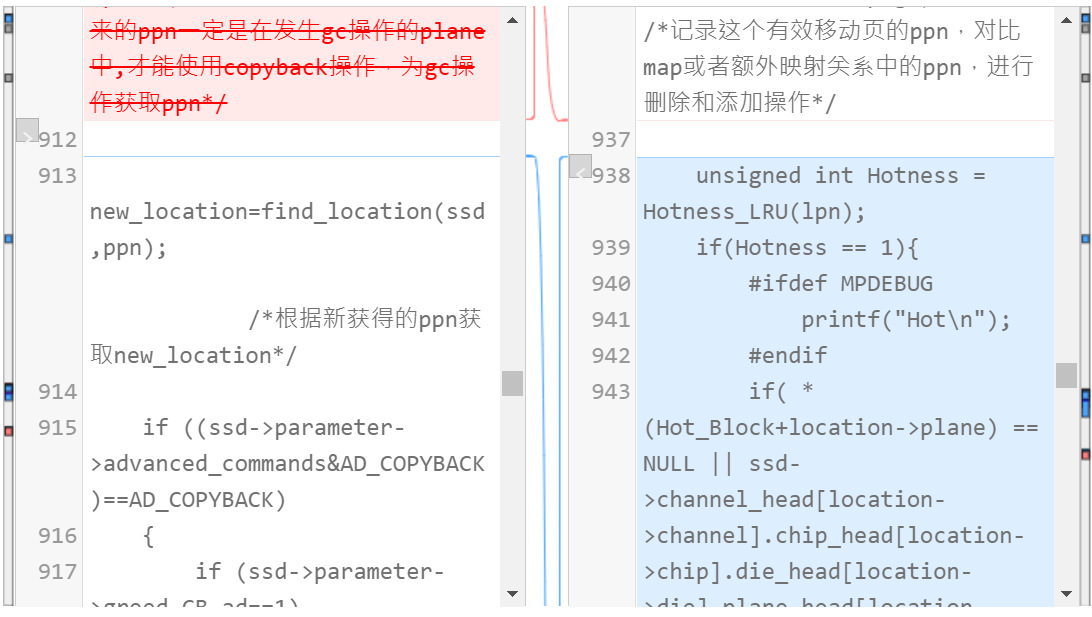 来的ppn一定是在发生gc操作的plane
中,才能使用copyback操作，为gc操
作获取ppn*/
912
913
new_location=find_location(ssd
,ppn);
/*根据新获得的ppn获
取new_location*/
914
915 if ((ssd->parameter-
>advanced_commands&AD_COPYBACK
)==AD_COPYBACK)
916 {
917 if (ssd->parameter-
>greed_CB_ad==1)
/*记录这个有效移动页的ppn，对比
map或者额外映射关系中的ppn，进行
删除和添加操作*/
937
938 unsigned int Hotness =
Hotness_LRU(lpn);
939 if(Hotness == 1){
940 #ifdef MPDEBUG
941 printf("Hot\n");
942 #endif
943 if( *
(Hot_Block+location->plane) ==
NULL || ssd-
>channel_head[location-
>channel].chip_head[location-
>chip].die_head[location-
>die].plane_head[location